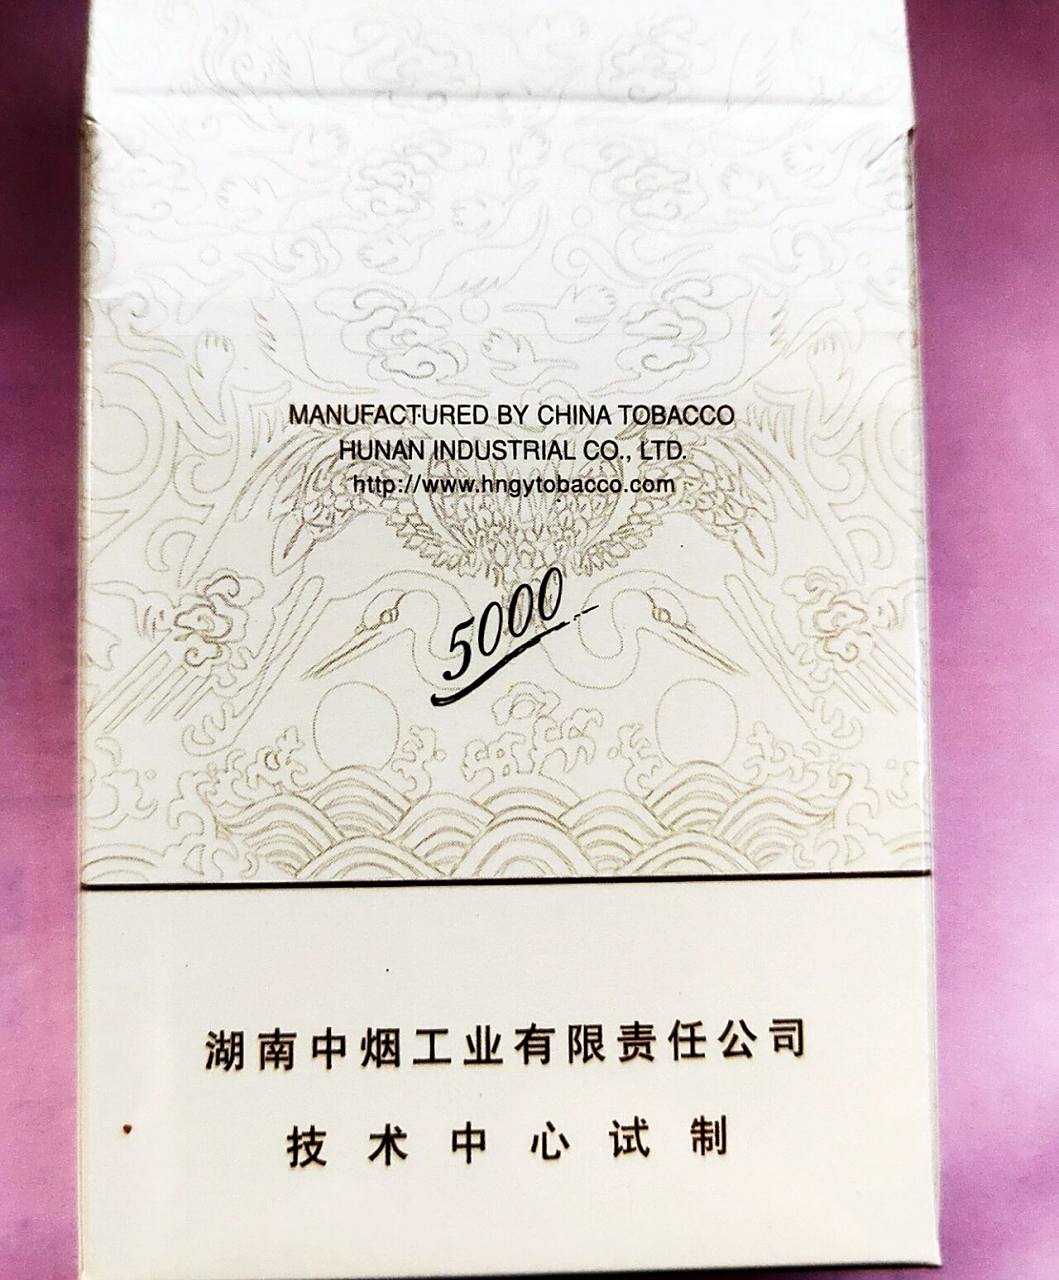 MANUFACTURED BY CHINA TOBACCO
HUNAN INDUSTRIAL CO., LTD.
http://www.hngytobacco.com
5000
湖南中烟工业有限责任公司
技术中心试制